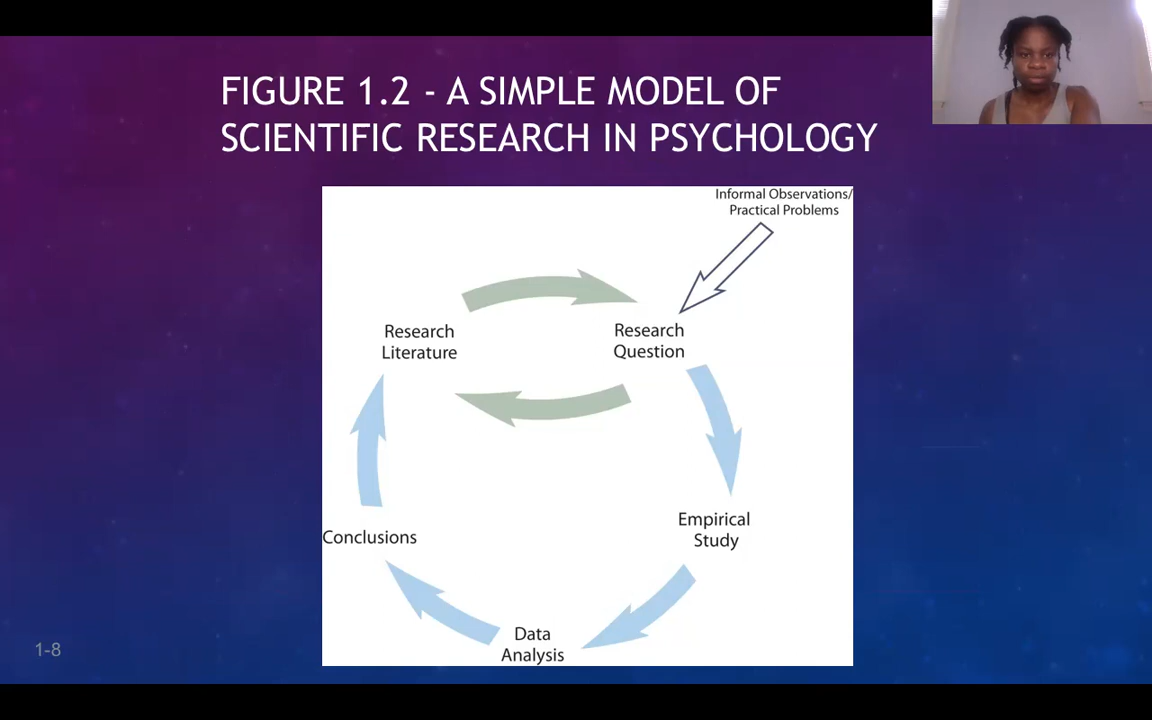 FIGURE 1.2 - A SIMPLE MODEL OF
SCIENTIFIC RESEARCH IN PSYCHOLOGY
Informal Observations/
Practical Problems
Research
Literature
Research
Question
Empirical
Study
Data
Analysis
Conclusions
1-8